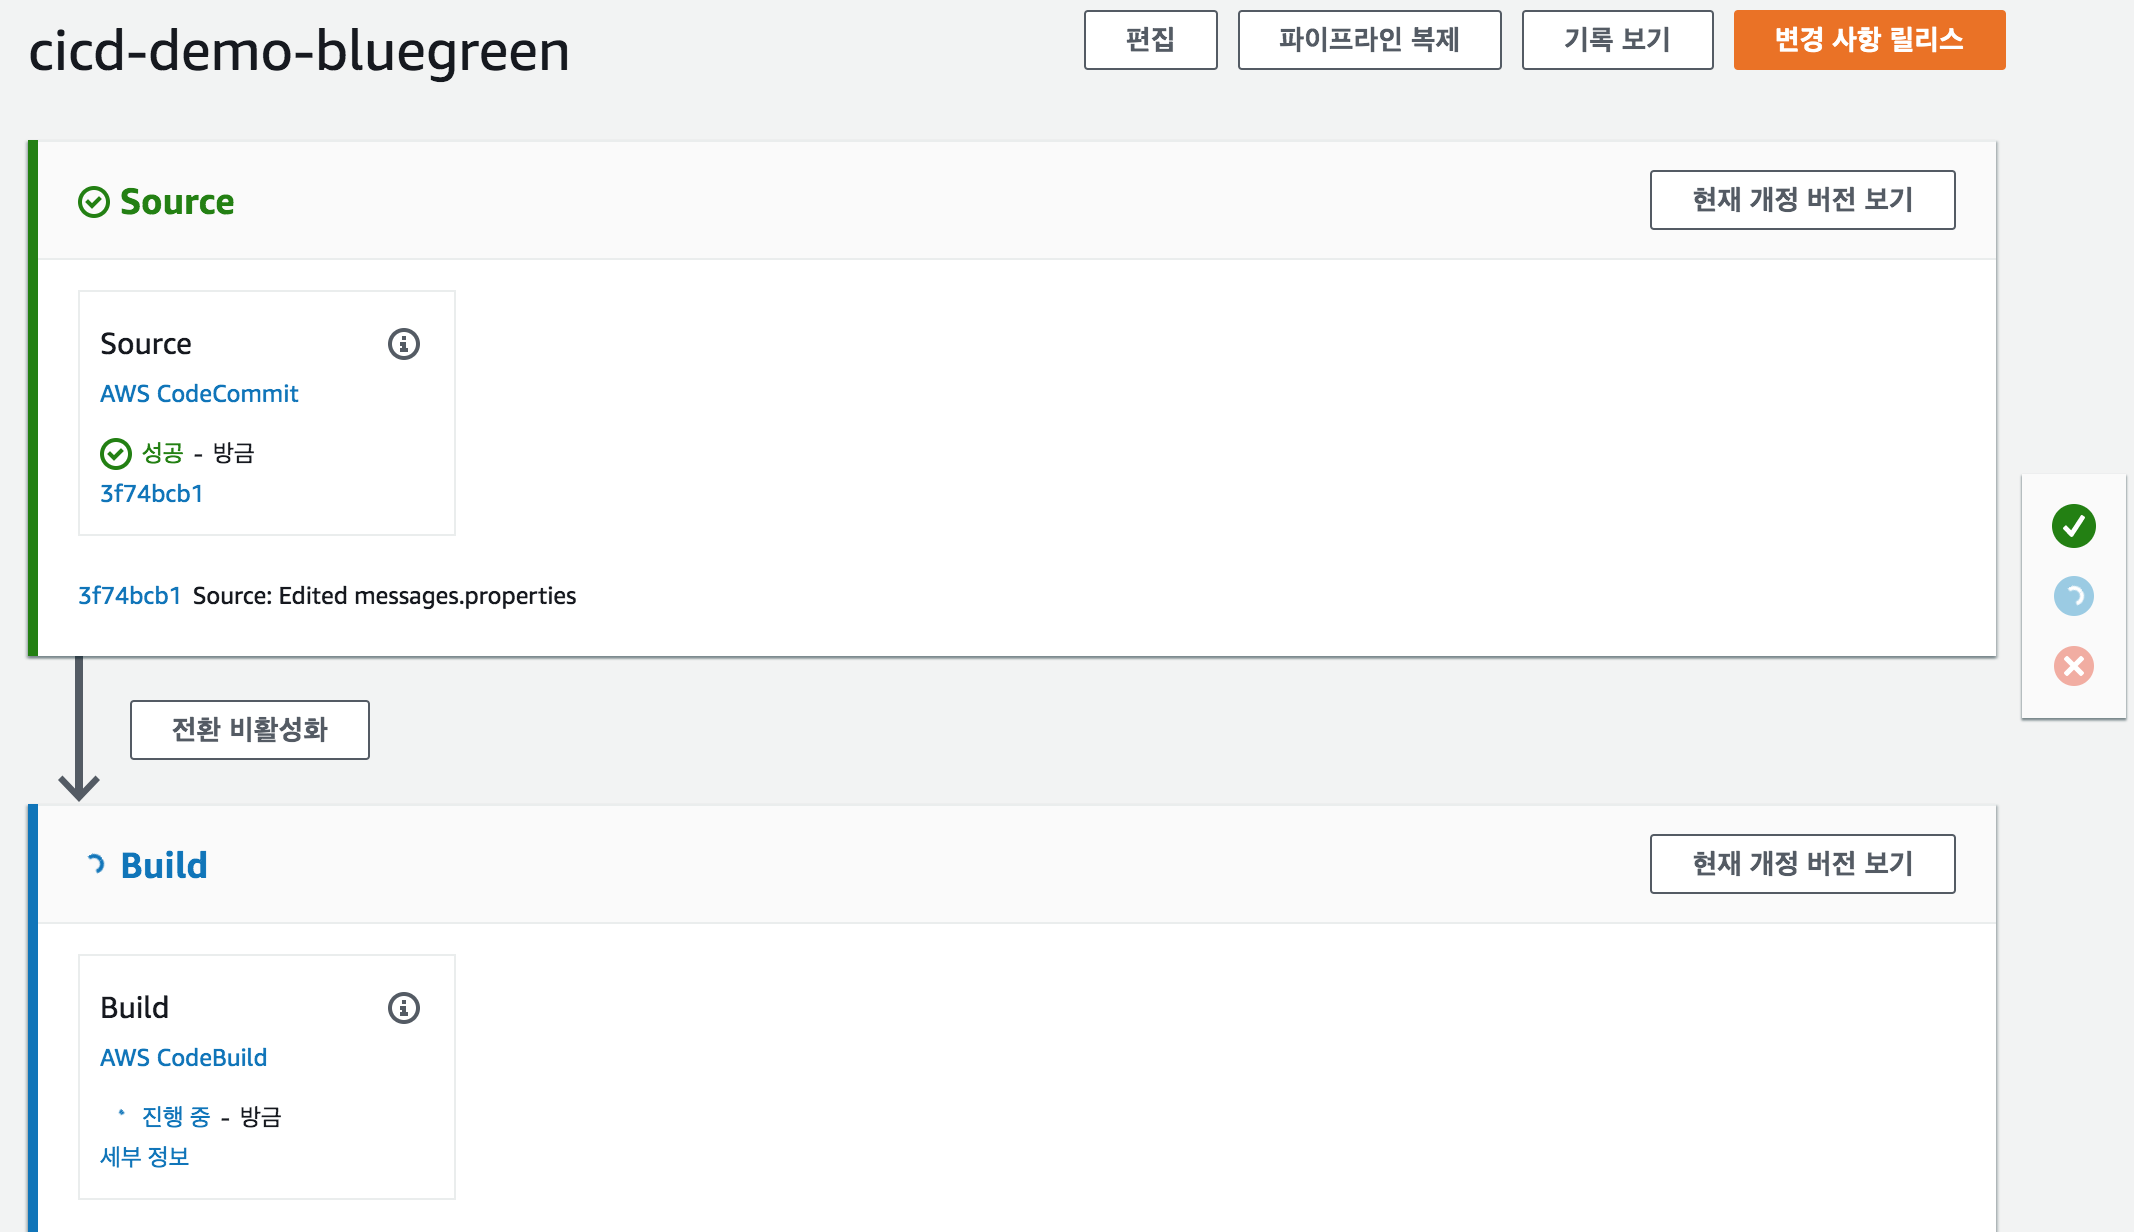 cicd-demo-bluegreen
편집
파이프라인 복제
기록 보기
변경 사항 릴리스
Source
현재 개정 버전 보기
Source
AWS CodeCommit
성공 - 방금
3f74bcb1
3f74bcb1 Source: Edited messages.properties
전환 비활성화
Build
현재 개정 버전 보기
Build
AWS CodeBuild
진행 중 - 방금
세부 정보